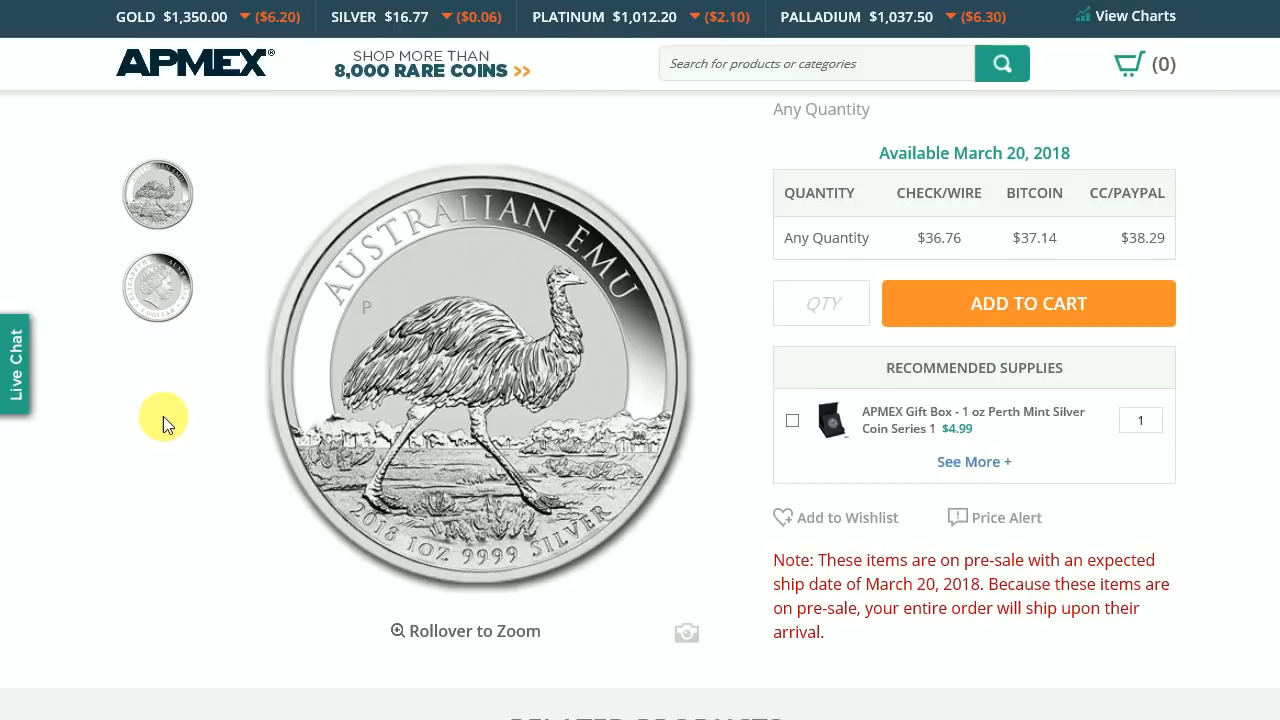 GOLD $1,350.00 ($6.20) SILVER $16.77 ($0.06) PLATINUM $1,012.20 ($2.10) PALLADIUM $1,037.50 ($6.30) View Charts
APMEX®
SHOP MORE THAN
8,000 RARE COINS >>
Search for products or categories
(0)
Any Quantity
Available March 20, 2018
QUANTITY CHECK/WIRE BITCOIN CC/PAYPAL
Any Quantity $36.76 $37.14 $38.29
QTY ADD TO CART
RECOMMENDED SUPPLIES
APMEX Gift Box - 1 oz Perth Mint Silver
Coin Series 1 $4.99
1
See More +
Add to Wishlist Price Alert
Note: These items are on pre-sale with an expected
ship date of March 20, 2018. Because these items are
on pre-sale, your entire order will ship upon their
arrival.
Live Chat
AUSTRALIAN EMU
P
2018 1OZ 9999 SILVER
Rollover to Zoom
RELATED PRODUCTS